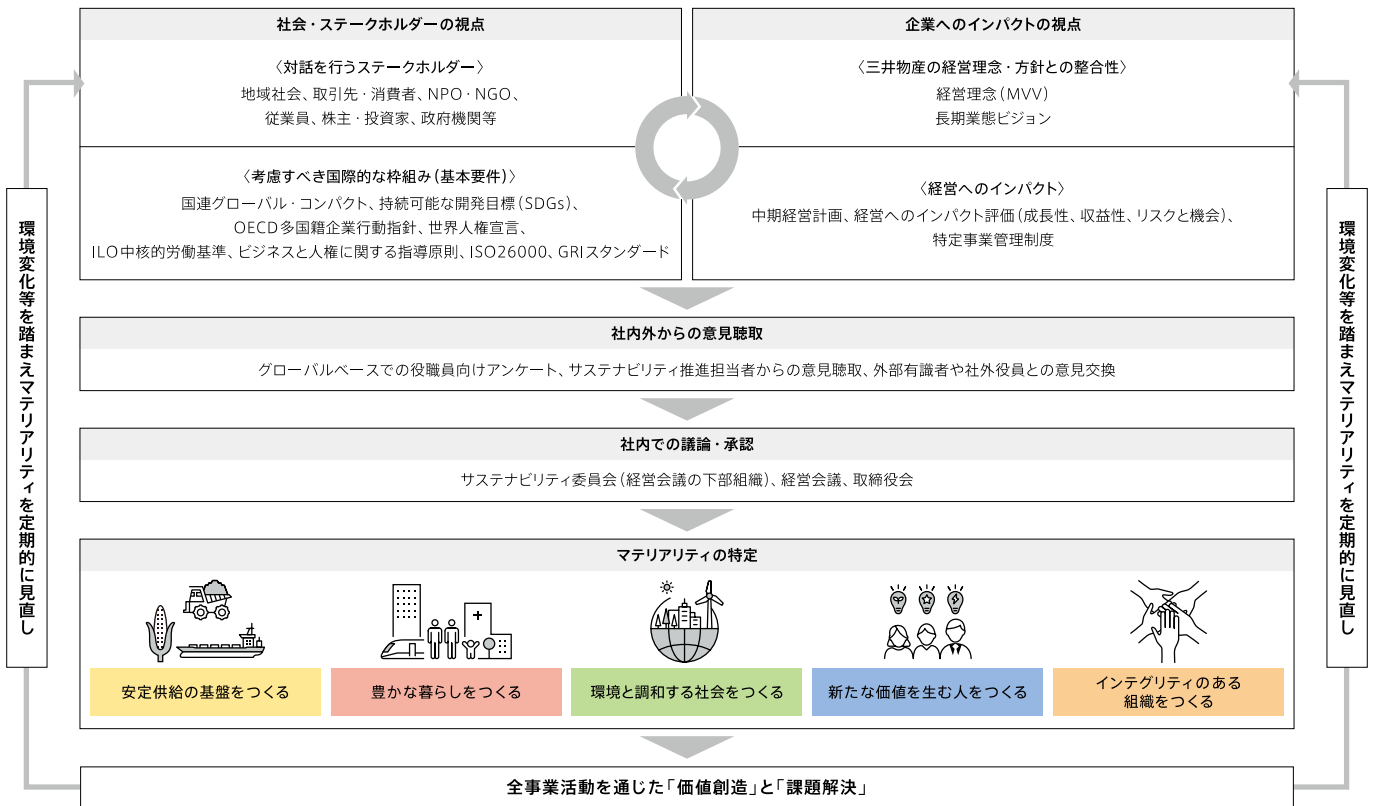 社会・ステークホルダーの視点
〈対話を行うステークホルダー〉
地域社会、取引先・消費者、NPO・NGO、
従業員、株主・投資家、政府機関等
〈考慮すべき国際的な枠組み(基本要件)〉
国連グローバル・コンパクト、持続可能な開発目標(SDGs)、
OECD多国籍企業行動指針、世界人権宣言、
ILO中核的労働基準、ビジネスと人権に関する指導原則、ISO26000、GRIスタンダード
企業へのインパクトの視点
〈三井物産の経営理念・方針との整合性〉
経営理念(MVV)
長期業態ビジョン
〈経営へのインパクト〉
中期経営計画、経営へのインパクト評価(成長性、収益性、リスクと機会)、
特定事業管理制度
環境変化等を踏まえマテリアリティを定期的に見直し
環境変化等を踏まえマテリアリティを定期的に見直し
社内外からの意見聴取
グローバルベースでの役職員向けアンケート、サステナビリティ推進担当者からの意見聴取、外部有識者や社外役員との意見交換
社内での議論・承認
サステナビリティ委員会(経営会議の下部組織)、経営会議、取締役会
マテリアリティの特定
安定供給の基盤をつくる
豊かな暮らしをつくる
環境と調和する社会をつくる
新たな価値を生む人をつくる
インテグリティのある
組織をつくる
全事業活動を通じた「価値創造」と「課題解決」